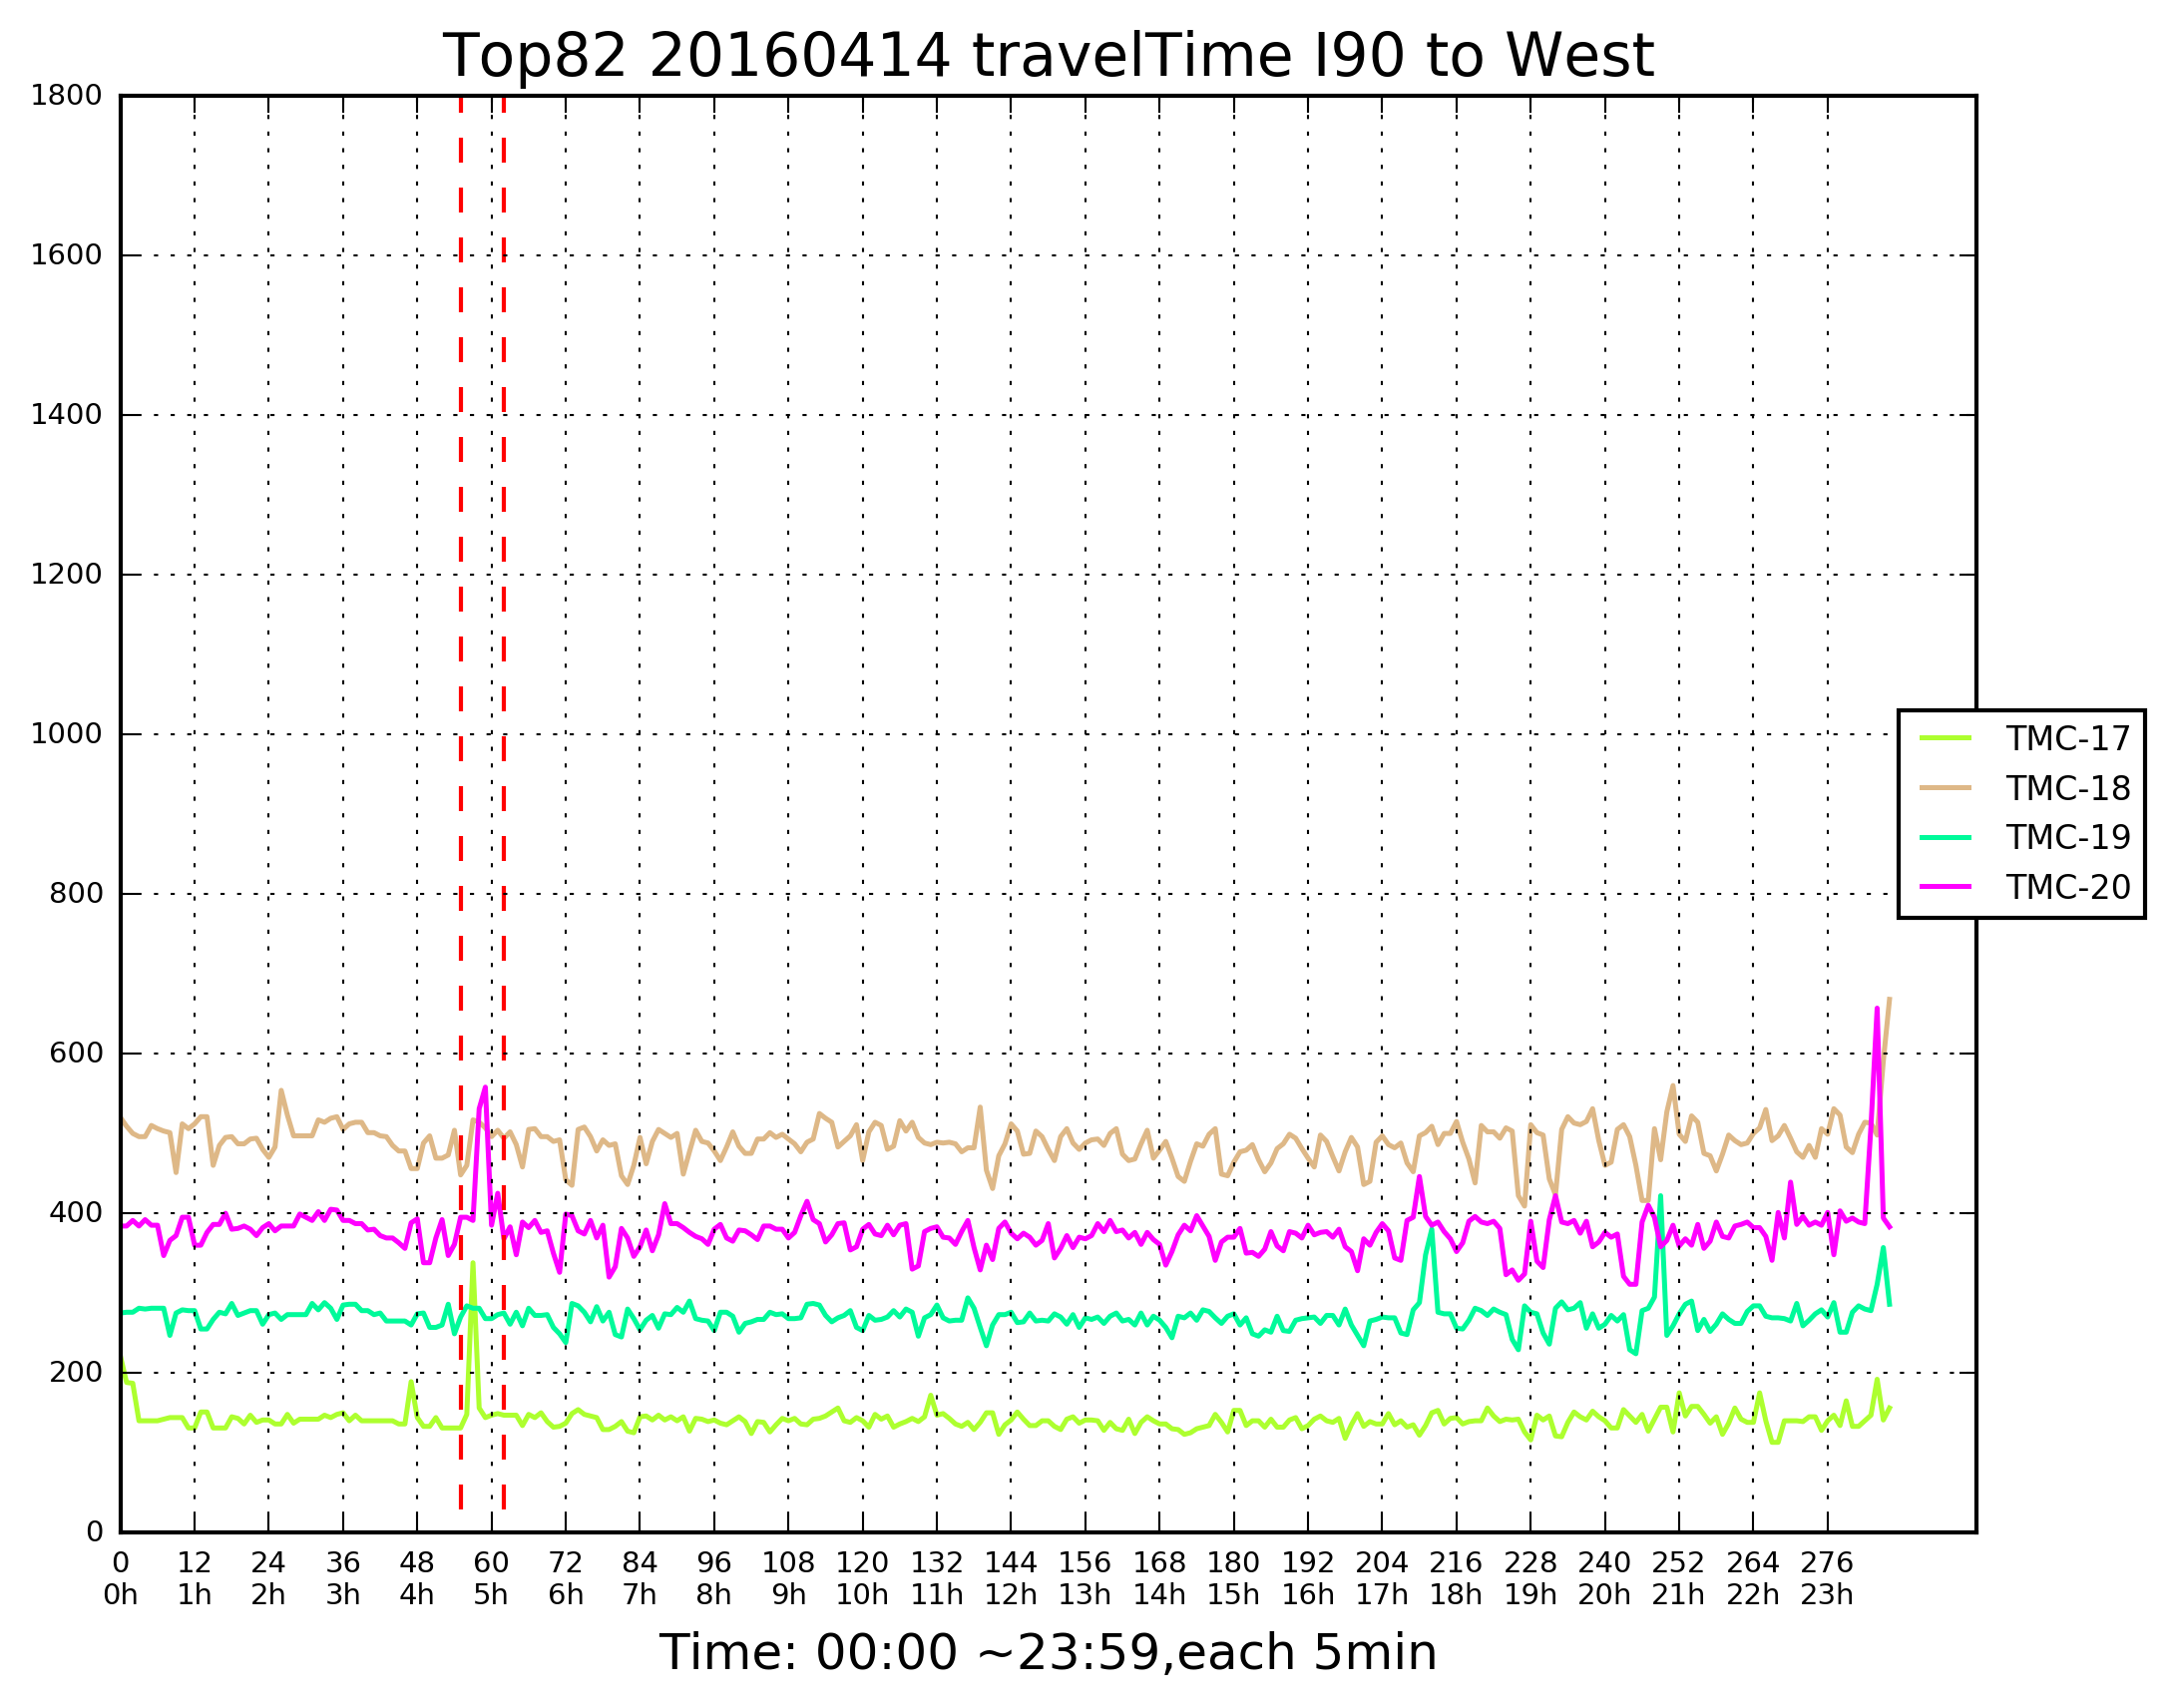 Top82 20160414 travelTime I90 to West
1800
1600
1400
1200
1000
800
600
400
200
0
TMC-17
TMC-18
TMC-19
TMC-20
0 12 24 36 48 60 72 84 96 108 120 132 144 156 168 180 192 204 216 228 240 252 264 276
0h 1h 2h 3h 4h 5h 6h 7h 8h 9h 10h 11h 12h 13h 14h 15h 16h 17h 18h 19h 20h 21h 22h 23h
Time: 00:00 ~23:59,each 5min